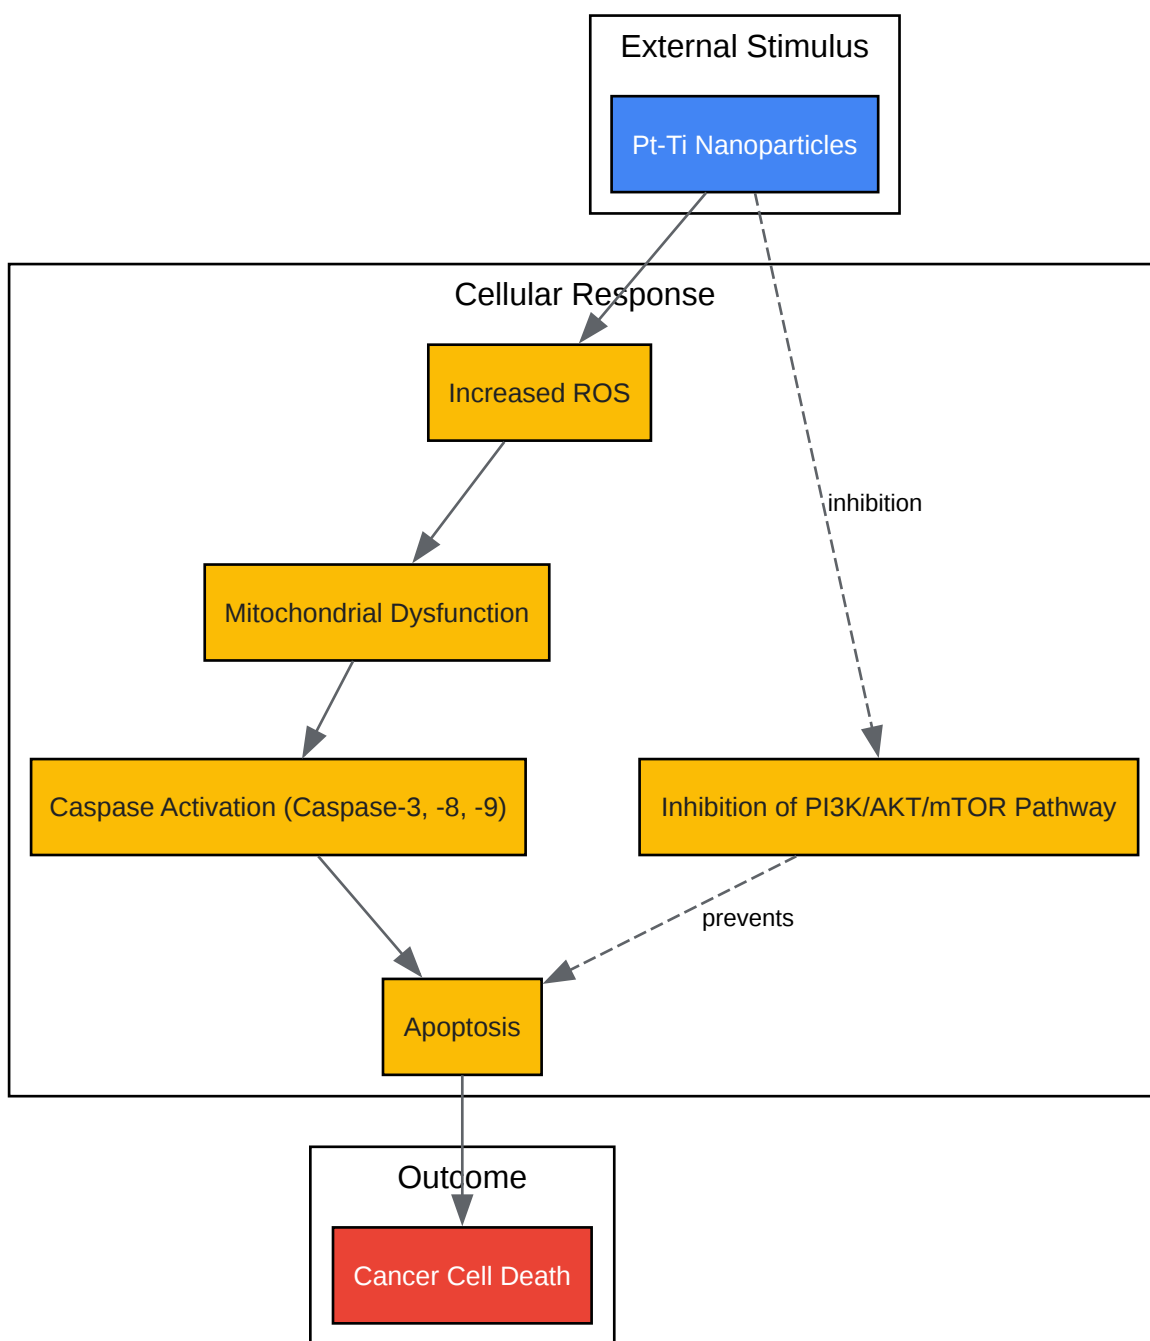 External Stimulus
Pt-Ti Nanoparticles
Cellular Response
Increased ROS
inhibition
Mitochondrial Dysfunction
Caspase Activation (Caspase-3, -8, -9)
Inhibition of PI3K/AKT/mTOR Pathway
prevents
Apoptosis
Outcome
Cancer Cell Death